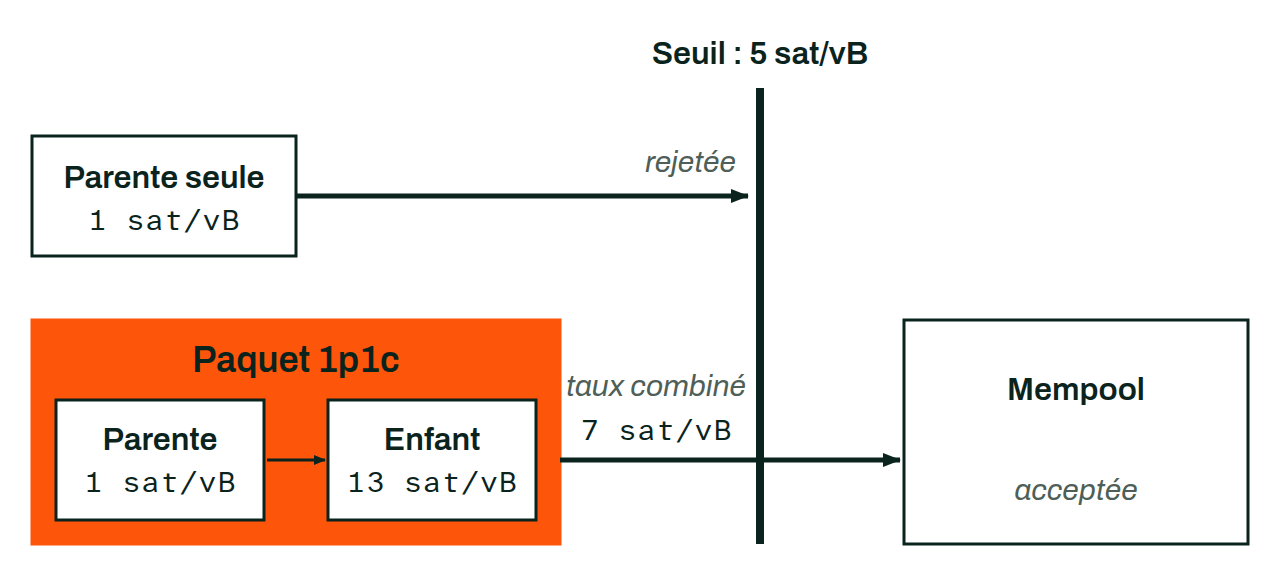 Seuil : 5 sat/vB
rejetée
Parente seule
1 sat/vB
Paquet 1p1c
Parente
1 sat/vB
Enfant
13 sat/vB
taux combiné
7 sat/vB
Mempool
acceptée